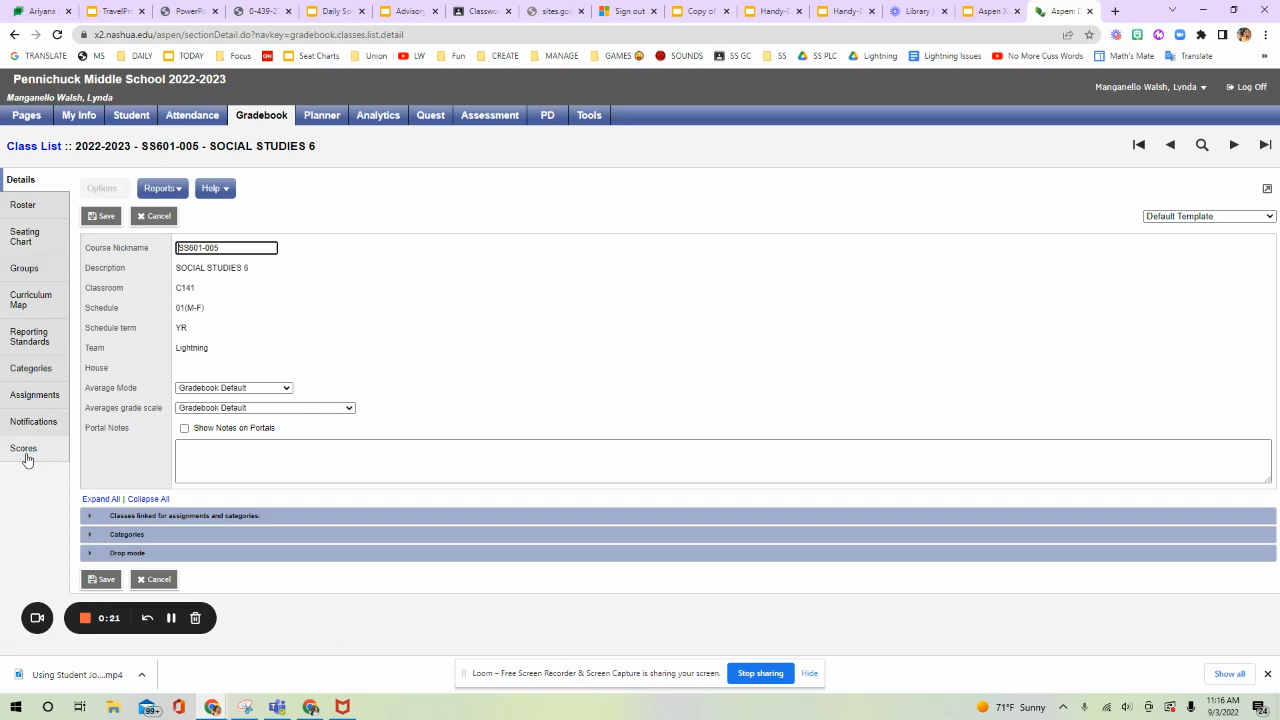 Ariyana
TravelPr
PowerPo
0-439-2
Daily Sc
Advisory
Classwo
sites.go
Sign out
Copy of
Handy-
Handy-D
Library |
Aspen X
Aspen: D
x2.nashua.edu/aspen/sectionDetail.do?navkey=gradebook.classes.list.detail
TRANSLATE MS DAILY TODAY Focus Union LW Fun CREATE MANAGE GAMES SOUNDS SS GC SS SS PLC Lightning Lightning Issues No More Cuss Words Math's Mate Translate »
Seat Charts
Pennichuck Middle School 2022-2023
Manganello Walsh, Lynda
Manganello Walsh, Lynda Log Off
Pages My Info Student Attendance Gradebook Planner Analytics Quest Assessment PD Tools
Class List :: 2022-2023 - SS601-005 - SOCIAL STUDIES 6
Details
Roster
Seating
Chart
Groups
Curriculum
Map
Reporting
Standards
Categories
Assignments
Notifications
Scores
Options Reports Help
Save Cancel
Default Template
Course Nickname SS601-005
Description SOCIAL STUDIES 6
Classroom C141
Schedule 01(M-F)
Schedule term YR
Team Lightning
House
Average Mode Gradebook Default
Averages grade scale Gradebook Default
Portal Notes Show Notes on Portals
Expand All | Collapse All
Classes linked for assignments and categories:
Categories
Drop mode
Save Cancel
0:21
Using Student Jo....mp4
Loom – Free Screen Recorder & Screen Capture is sharing your screen. Stop sharing Hide
Show all
99+
71°F Sunny
11:16 AM
9/3/2022
24